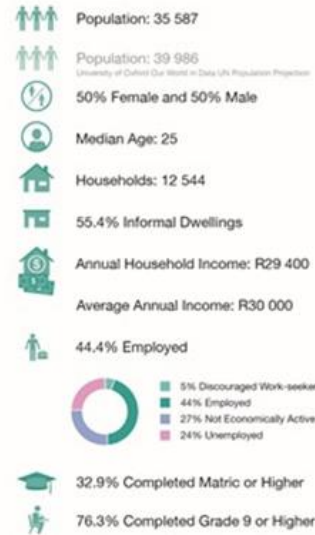 Population: 35 587
Population: 39 986
University of Oxford Our World in Data UN Population Projection
50% Female and 50% Male
Median Age: 25
Households: 12 544
55.4% Informal Dwellings
Annual Household Income: R29 400
Average Annual Income: R30 000
44.4% Employed
5% Discouraged Work-seeker
44% Employed
27% Not Economically Active
24% Unemployed
32.9% Completed Matric or Higher
76.3% Completed Grade 9 or Higher